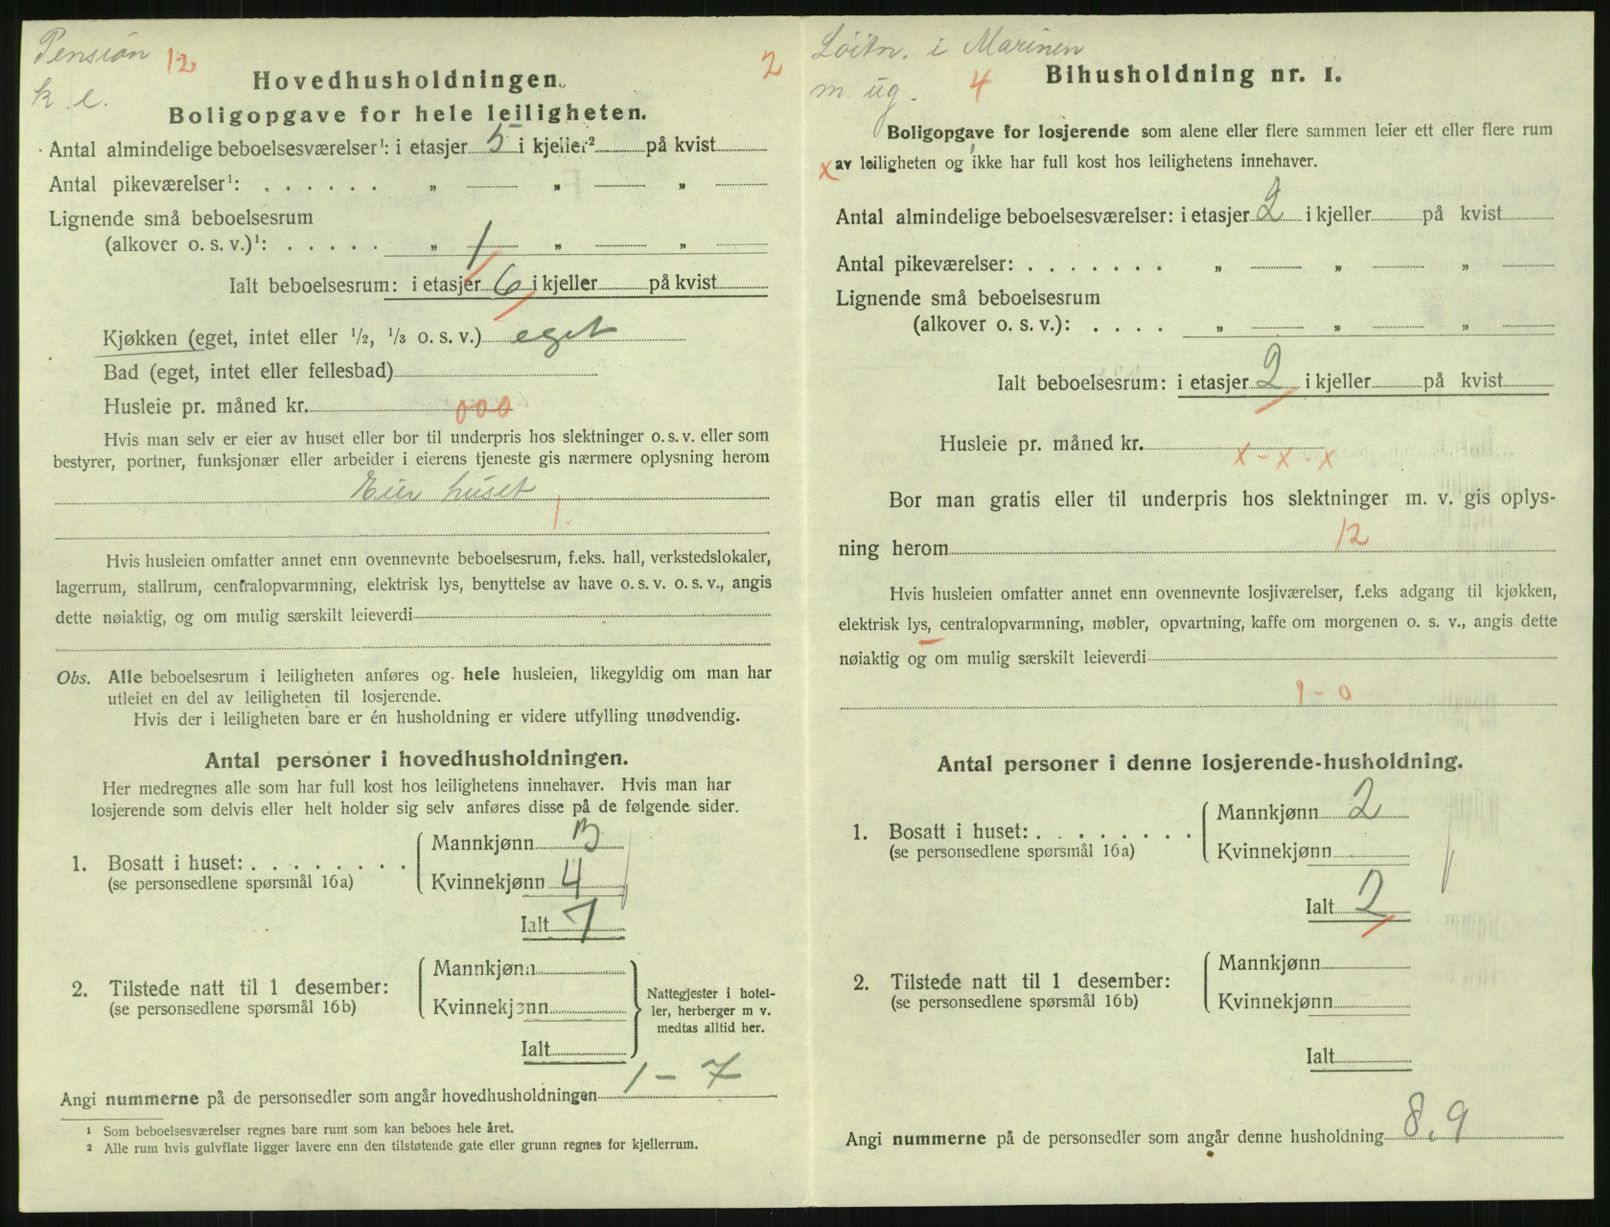 Pensión 12
k. e.
2
Hovedhusholdningen.
Boligopgave for hele leiligheten.
Antal almindelige beboelsesværelser¹: i etasjer 5 i kjeller² på kvist
Antal pikeværelser¹: . . . . . . „ „ „
Lignende små beboelsesrum
(alkover o. s. v.)¹: . . . . . „ 1 „ „
Ialt beboelsesrum: i etasjer 6 i kjeller på kvist
Kjøkken (eget, intet eller 1/2, 1/3 o. s. v.) eget
Bad (eget, intet eller fellesbad)
Husleie pr. måned kr. 000
Hvis man selv er eier av huset eller bor til underpris hos slektninger o. s. v. eller som
bestyrer, portner, funksjonær eller arbeider i eierens tjeneste gis nærmere oplysning herom
Eier huset
1.
Hvis husleien omfatter annet enn ovennevnte beboelsesrum, f.eks. hall, verkstedslokaler,
lagerrum, stallrum, centralopvarmning, elektrisk lys, benyttelse av have o. s. v. o. s. v., angis
dette nøiaktig, og om mulig særskilt leieverdi
Obs. Alle beboelsesrum i leiligheten anføres og hele husleien, likegyldig om man har
utleiet en del av leiligheten til losjerende.
Hvis der i leiligheten bare er én husholdning er videre utfylling unødvendig.
Antal personer i hovedhusholdningen.
Her medregnes alle som har full kost hos leilighetens innehaver. Hvis man har
losjerende som delvis eller helt holder sig selv anføres disse på de følgende sider.
1. Bosatt i huset: . . . . . . . .
(se personsedlene spørsmål 16a)
Mannkjønn 3
Kvinnekjønn 4
Ialt 7
2. Tilstede natt til 1 desember:
(se personsedlene spørsmål 16b)
Mannkjønn
Kvinnekjønn
Ialt
Nattegjester i hotel-
ler, herberger m v.
medtas alltid her.
Angi nummerne på de personsedler som angår hovedhusholdningen 1 - 7
¹ Som beboelsesværelser regnes bare rum som kan beboes hele året.
² Alle rum hvis gulvflate ligger lavere enn den tilstøtende gate eller grunn regnes for kjellerrum.
Löitn. i Marinen
m. ug. 4
Bihusholdning nr. 1.
Boligopgave for losjerende som alene eller flere sammen leier ett eller flere rum
x av leiligheten og ikke har full kost hos leilighetens innehaver.
Antal almindelige beboelsesværelser: i etasjer 2 i kjeller på kvist
Antal pikeværelser: . . . . . . . „ „ „
Lignende små beboelsesrum
(alkover o. s. v.): . . . . „ „ „
Ialt beboelsesrum: i etasjer 2 i kjeller på kvist
Husleie pr. måned kr. x - x - x
Bor man gratis eller til underpris hos slektninger m. v. gis oplys-
ning herom 12
Hvis husleien omfatter annet enn ovennevnte losjiværelser, f.eks adgang til kjøkken,
elektrisk lys, centralopvarmning, møbler, opvartning, kaffe om morgenen o. s. v., angis dette
nøiaktig og om mulig særskilt leieverdi
1 - 0
Antal personer i denne losjerende-husholdning.
1. Bosatt i huset: . . . . . . . .
(se personsedlene spørsmål 16a)
Mannkjønn 2
Kvinnekjønn
Ialt 2
2. Tilstede natt til 1 desember:
(se personsedlene spørsmål 16b)
Mannkjønn
Kvinnekjønn
Ialt
Angi nummerne på de personsedler som angår denne husholdning 8, 9